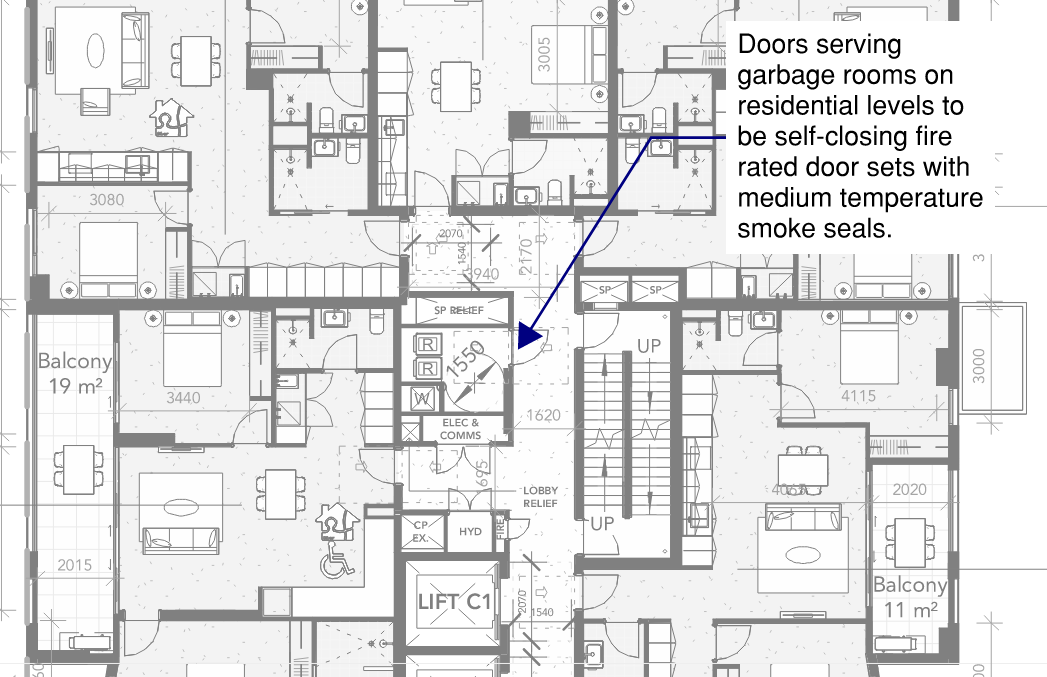 Doors serving
garbage rooms on
residential levels to
be self-closing fire
rated door sets with
medium temperature
smoke seals.
3005
3080
2070
1540
2170
SP
SP
SP RELIEF
UP
R
R
1550
W
Balcony
19 m²
3440
1620
4115
3000
ELEC &
COMMS
695
LOBBY
RELIEF
2020
CP
EX.
HYD
FIRE
UP
2015
LIFT C1
2070
1540
Balcony
11 m²